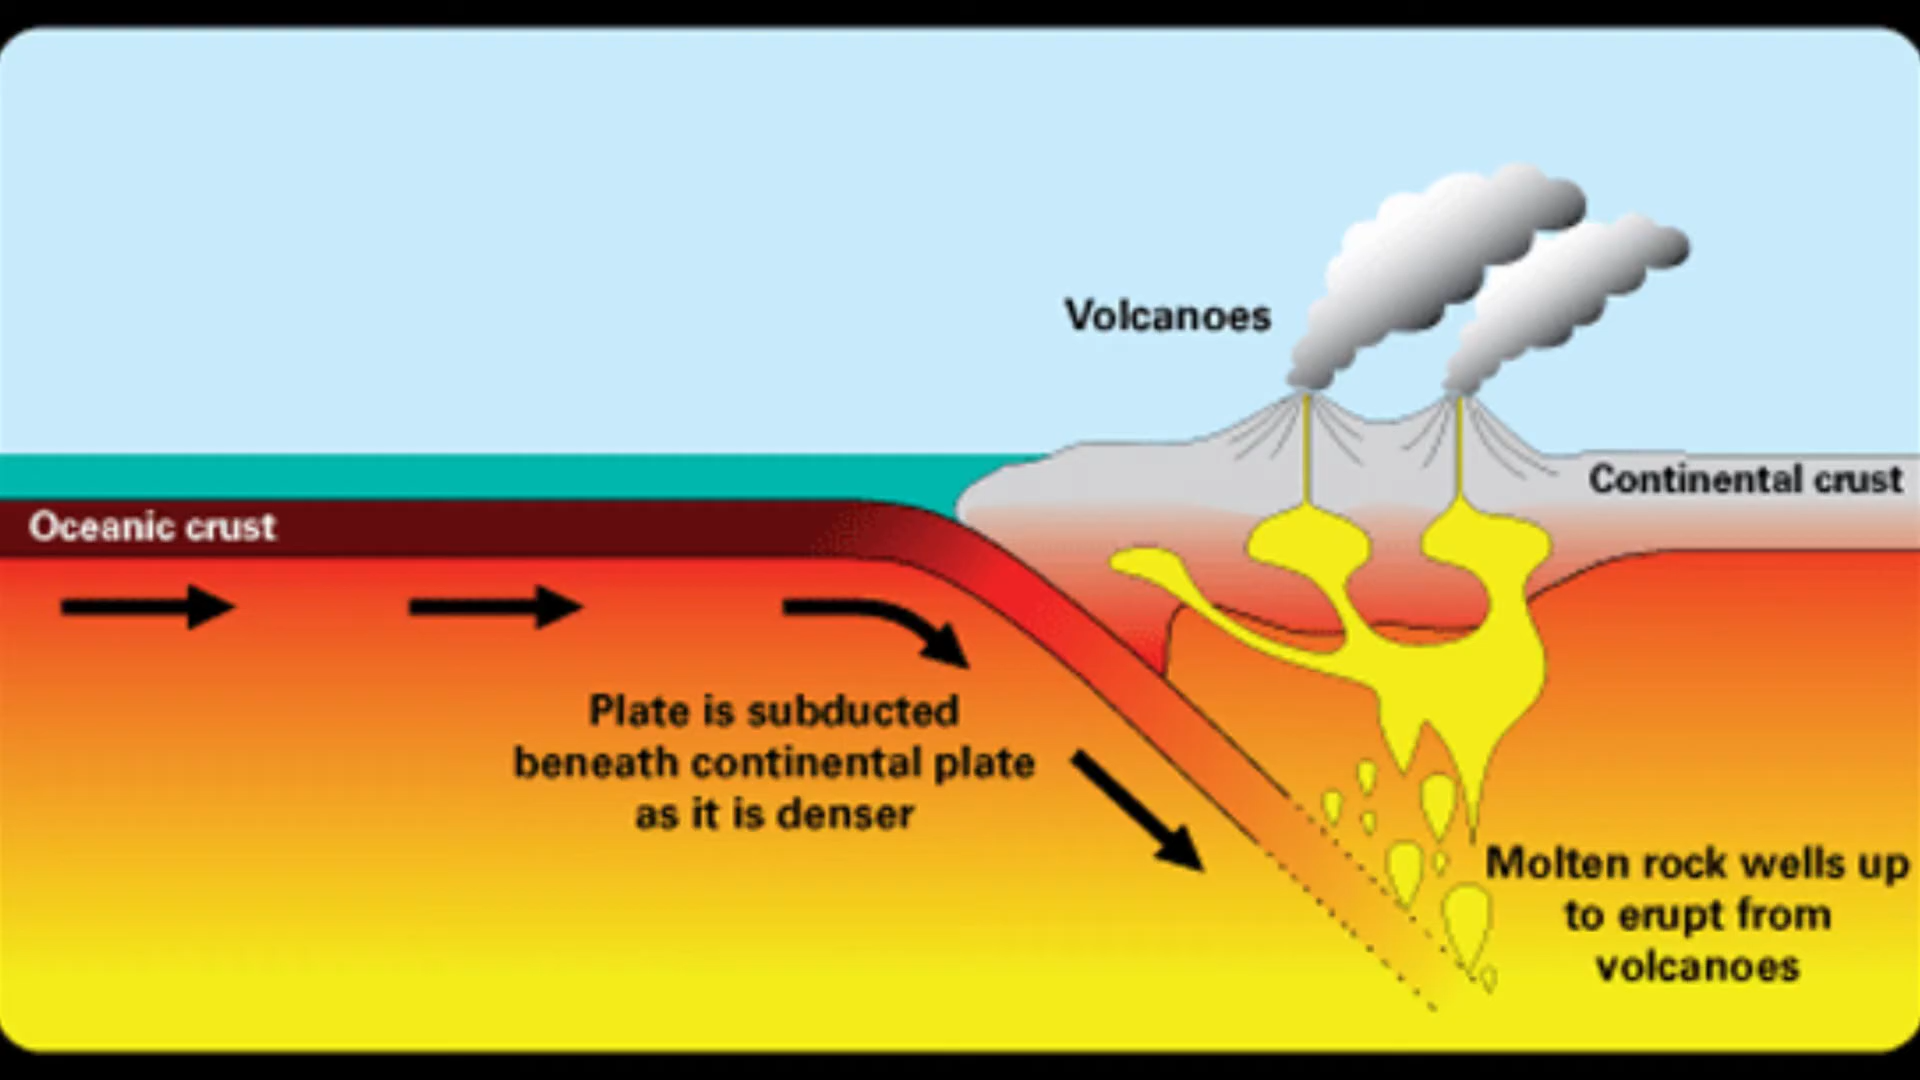 Volcanoes
Continental crust
Oceanic crust
Plate is subducted
beneath continental plate
as it is denser
Molten rock wells up
to erupt from
volcanoes